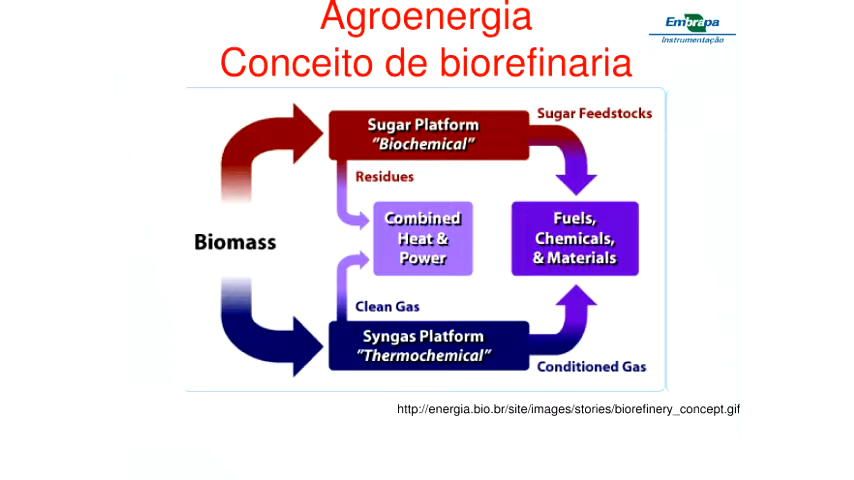 Agroenergia
Conceito de biorefinaria
Embrapa
Instrumentação
Sugar Feedstocks
Sugar Platform
"Biochemical"
Residues
Combined
Heat &
Power
Fuels,
Chemicals,
& Materials
Biomass
Clean Gas
Syngas Platform
"Thermochemical"
Conditioned Gas
http://energia.bio.br/site/images/stories/biorefinery_concept.gif